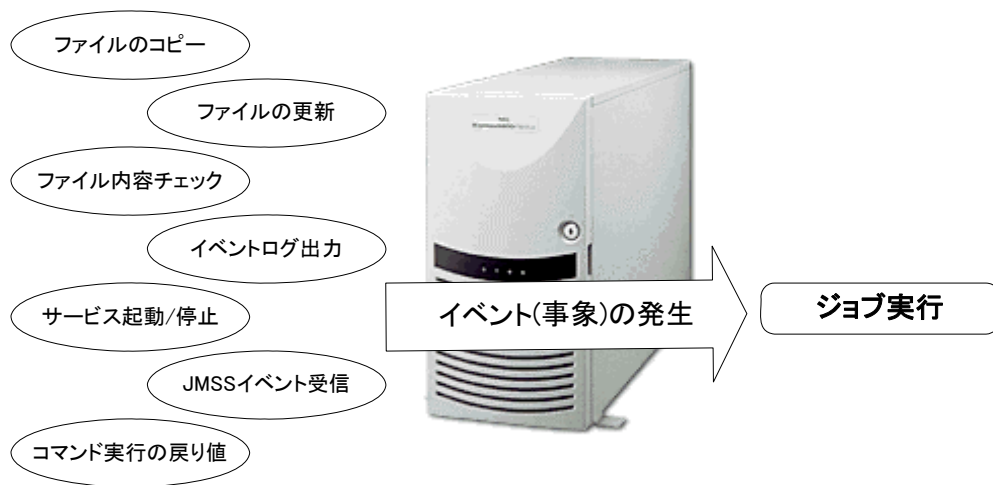 ファイルのコピー
ファイルの更新
ファイル内容チェック
イベントログ出力
サービス起動/停止
JMSSイベント受信
コマンド実行の戻り値
イベント(事象)の発生
ジョブ実行